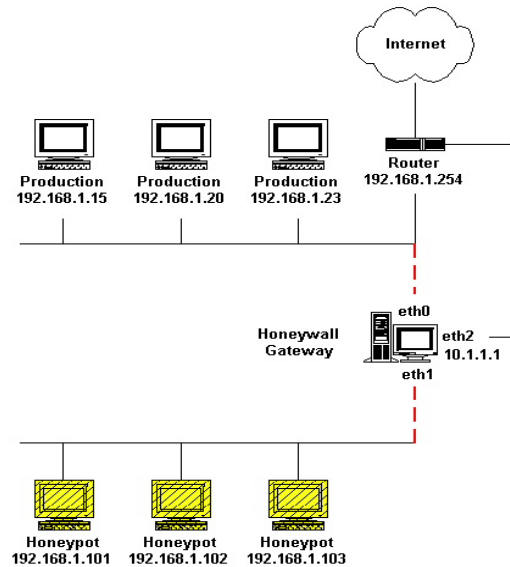 Internet
Router
192.168.1.254
Production
192.168.1.15
Production
192.168.1.20
Production
192.168.1.23
Honeywall
Gateway
eth0
eth2
10.1.1.1
eth1
Honeypot
192.168.1.101
Honeypot
192.168.1.102
Honeypot
192.168.1.103